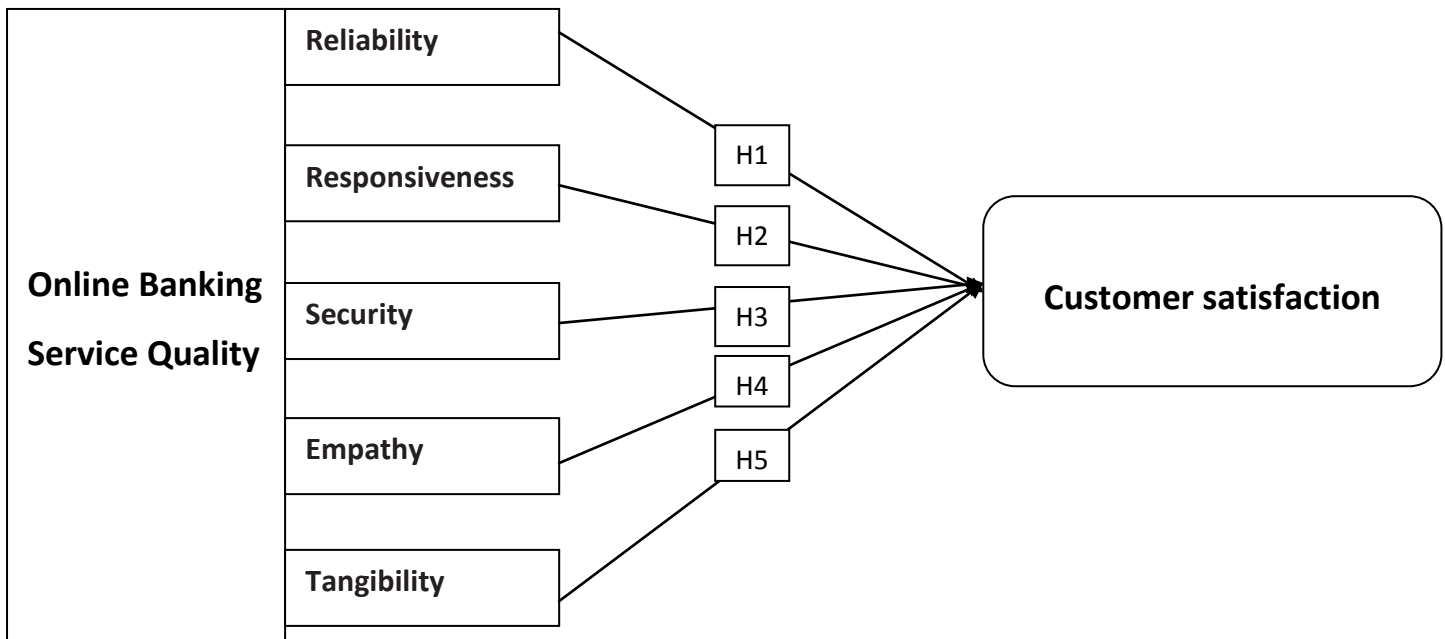 Online Banking
Service Quality
Reliability
Responsiveness
Security
Empathy
Tangibility
H1
H2
H3
H4
H5
Customer satisfaction